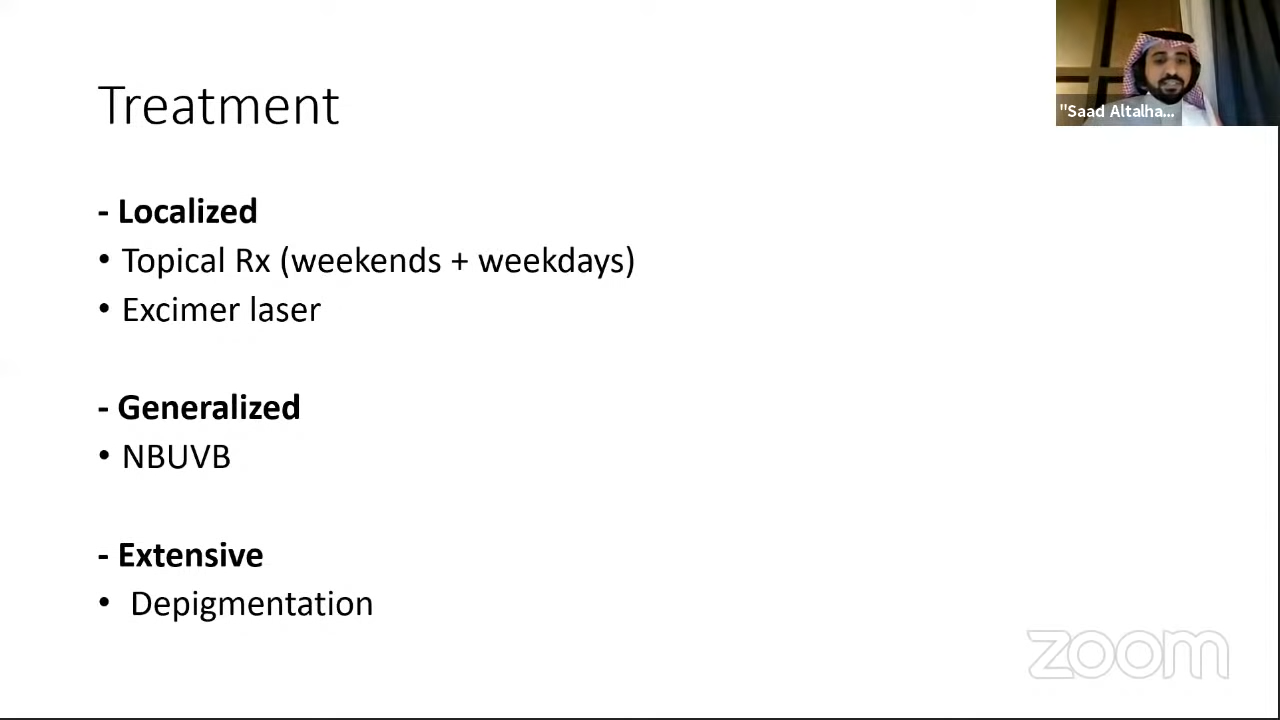 Treatment
"Saad Altalha...
- Localized
• Topical Rx (weekends + weekdays)
• Excimer laser
- Generalized
• NBUVB
- Extensive
• Depigmentation
zoom